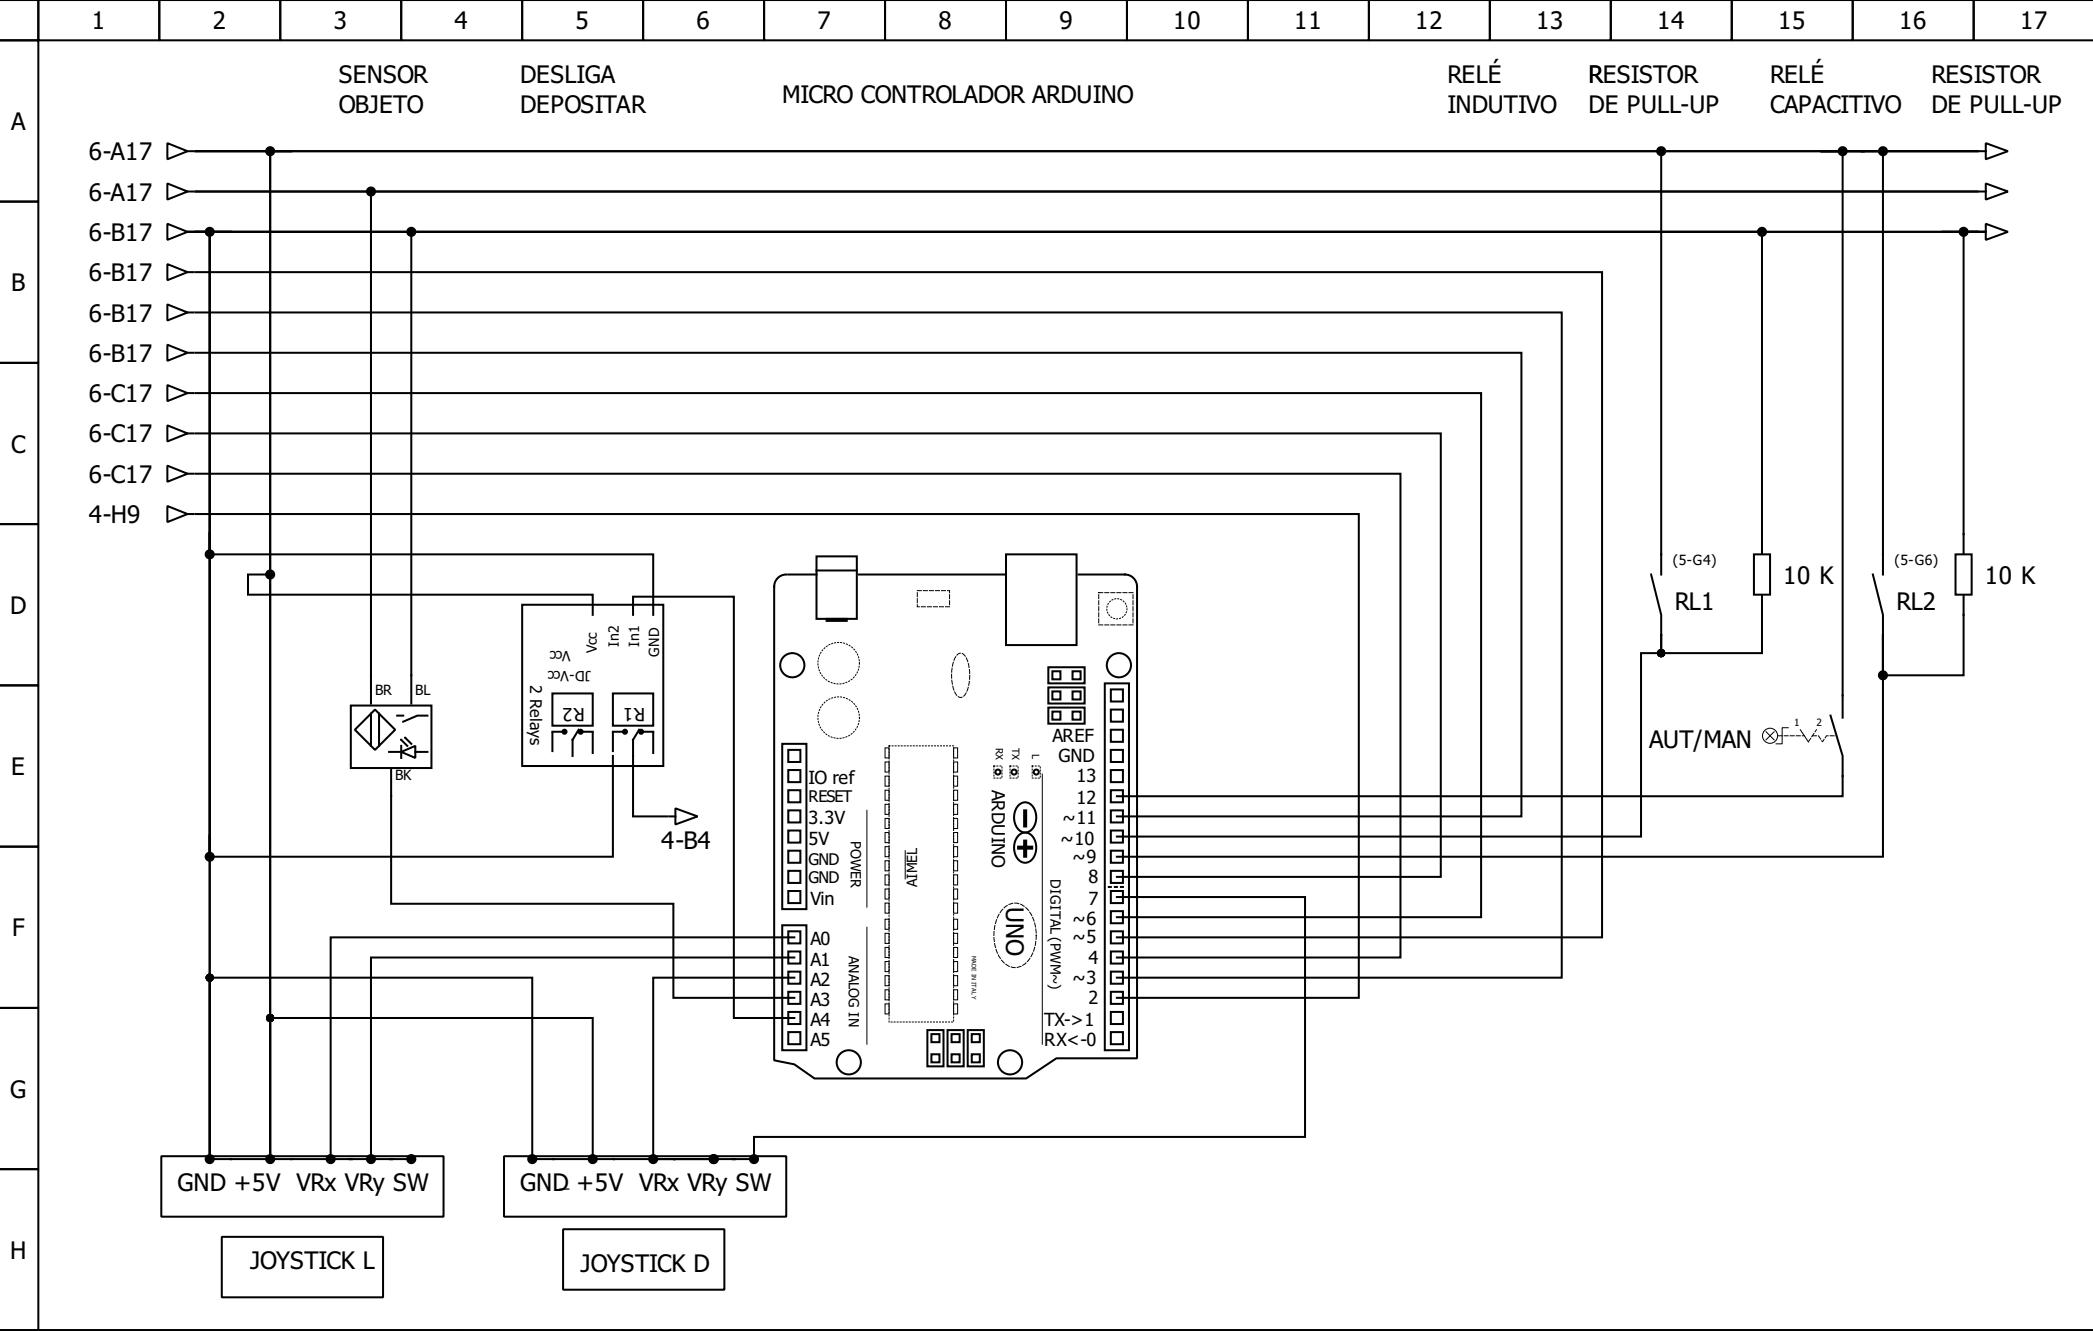 1 2 3 4 5 6 7 8 9 10 11 12 13 14 15 16 17
A
B
C
D
E
F
G
H
SENSOR
OBJETO
DESLIGA
DEPOSITAR
MICRO CONTROLADOR ARDUINO
RELÉ
INDUTIVO
RESISTOR
DE PULL-UP
RELÉ
CAPACITIVO
RESISTOR
DE PULL-UP
6-A17
6-A17
6-B17
6-B17
6-B17
6-B17
6-C17
6-C17
6-C17
4-H9
(5-G4)
RL1
10 K
(5-G6)
RL2
10 K
AUT/MAN
1 2
BR BL
BK
Vcc
In2
In1
GND
Vcc
JD-Vcc
2 Relays
R2
R1
4-B4
IO ref
RESET
3.3V
5V
GND
GND
Vin
POWER
A0
A1
A2
A3
A4
A5
ANALOG IN
AIMEL
MADE IN ITALY
RX
TX
L
ARDUINO
UNO
AREF
GND
13
12
~11
~10
~9
8
7
~6
~5
4
~3
2
TX->1
RX<-0
DIGITAL (PWM~)
GND +5V VRx VRy SW
JOYSTICK L
GND +5V VRx VRy SW
JOYSTICK D